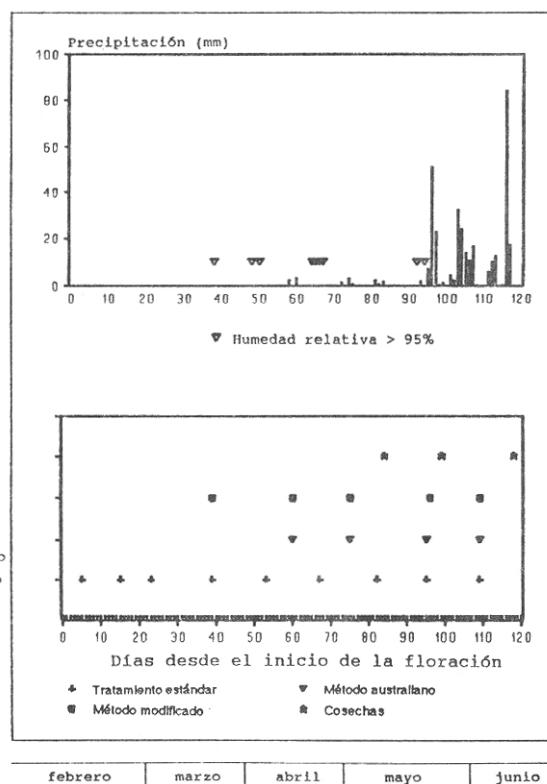 Precipitación (mm)
100
80
60
40
20
0
0 10 20 30 40 50 60 70 80 90 100 110 120
Humedad relativa > 95%
0 10 20 30 40 50 60 70 80 90 100 110 120
Días desde el inicio de la floración
Tratamiento estándar Método australiano
Método modificado Cosechas
febrero marzo abril mayo junio